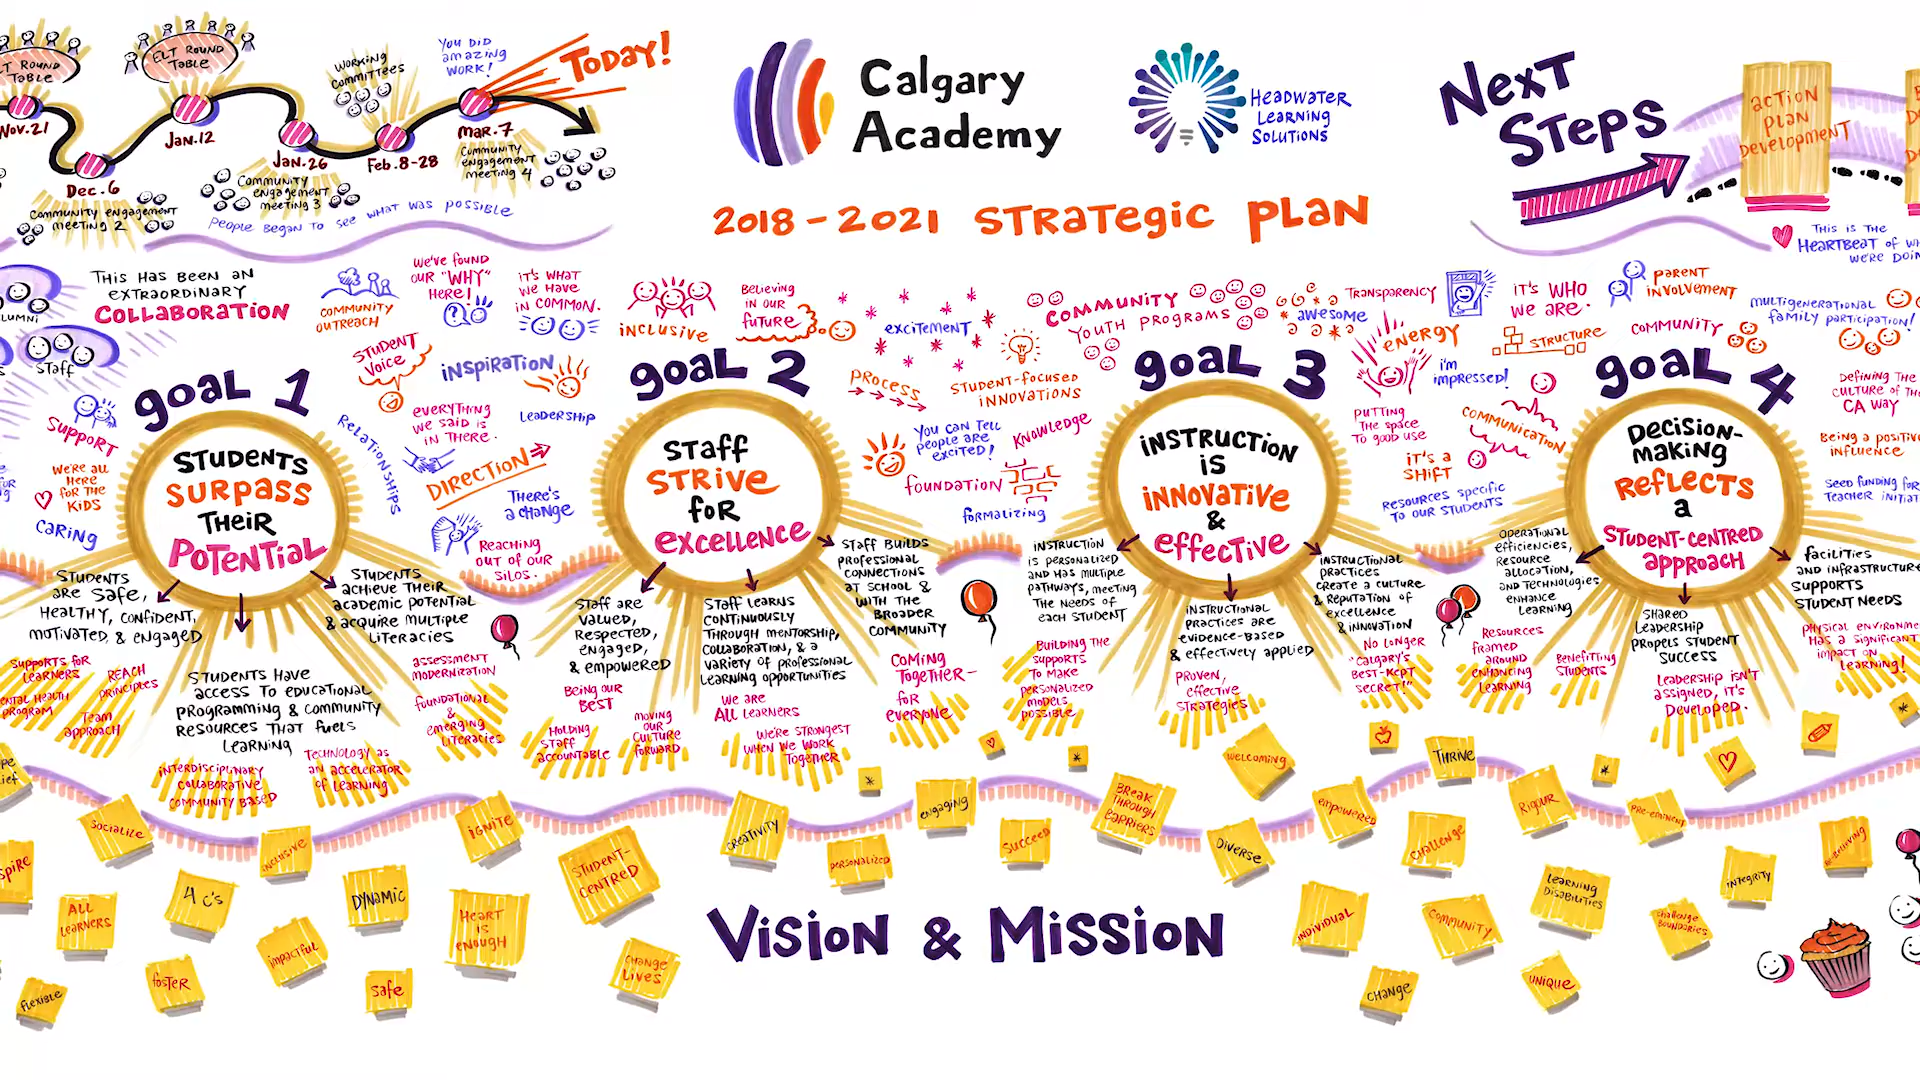 ELT ROUND
TABLE
LT ROUND
TABLE
NOV.21
Dec. 6
Community engagement
meeting 2
Jan.12
Jan.26
Community
engagement
meeting 3
People began to see what was possible
Working
Committees
Feb.8-28
You did
amazing
work!
Mar.7
Community
engagement
meeting 4
Today!
Calgary
Academy
Headwater
Learning
Solutions
2018-2021 Strategic Plan
Next
Steps
action
plan
development
This is the
Heartbeat of
we're doin
This has been an
extraordinary
collaboration
LUMNI
Staff
Community
outreach
We've found
our "why"
here!
it's what
we have
in common.
Student
voice
inspiration
Leadership
everything
we said is
in there.
Relationships
Direction
There's
a change
Reaching
out of our
silos.
Support
We're all
here
for the
kids
Caring
inclusive
Believing
in our
future
excitement
Process
Student-focused
innovations
You can tell
people are
excited!
Knowledge
foundation
formalizing
Community
Youth Programs
awesome
Transparency
energy
i'm
impressed!
it's who
we are.
Structure
Parent
involvement
Community
Multigenerational
family participation!
Putting
the space
to good use
Communication
it's a
shift
Resources specific
to our students
Defining the
culture of th
CA way
Being a positiv
influence
Seed funding for
teacher initiat
Goal 1
Students
surpass
their
potential
Students
are safe,
healthy, confident,
motivated, & engaged
Students have
access to educational
programming & community
resources that fuels
learning
Students
achieve their
academic potential
& acquire multiple
literacies
Supports for
learners
ental health
program
REACH
principles
Team
approach
interdisciplinary
collaborative
community based
Technology as
an accelerator
of learning
assessment
modernization
foundational
&
emerging
literacies
Goal 2
Staff
strive
for
excellence
Staff are
valued,
respected,
engaged,
& empowered
Staff learns
continuously
through mentorship,
collaboration, & a
variety of professional
learning opportunities
Staff builds
professional
connections
at school &
with the
broader
community
Being our
best
Holding
staff
accountable
moving
our
culture
forward
We are
all learners
We're strongest
when we work
together
Coming
together-
for
everyone
Goal 3
instruction
is
innovative
&
effective
instruction
is personalized
and has multiple
pathways, meeting
the needs of
each student
instructional
practices are
evidence-based
& effectively applied
instructional
practices
create a culture
& reputation of
excellence
& innovation
Building the
supports
to make
personalized
models
possible
Proven,
effective
strategies
No longer
"Calgary's
best-kept
secret!"
Goal 4
Decision-
making
reflects
a
student-centred
approach
operational
efficiencies,
resource
allocation,
and technologies
enhance
learning
Shared
leadership
propels student
success
facilities
and infrastructure
supports
student needs
Resources
framed
around
enhancing
learning
Benefitting
students
Leadership isn't
assigned, it's
developed.
Physical environme
has a significant
impact on
learning!
Socialize
inclusive
ignite
Student-
centred
Creativity
personalized
engaging
Succeed
Break
through
barriers
Welcoming
Diverse
empowered
Thrive
Challenge
Rigour
Pre-eminent
Learning
disabilities
integrity
spire
All
learners
4 C's
Dynamic
Heart
is
enough
impactful
foster
safe
flexible
Change
lives
Vision & Mission
individual
Community
Challenge
boundaries
Change
unique